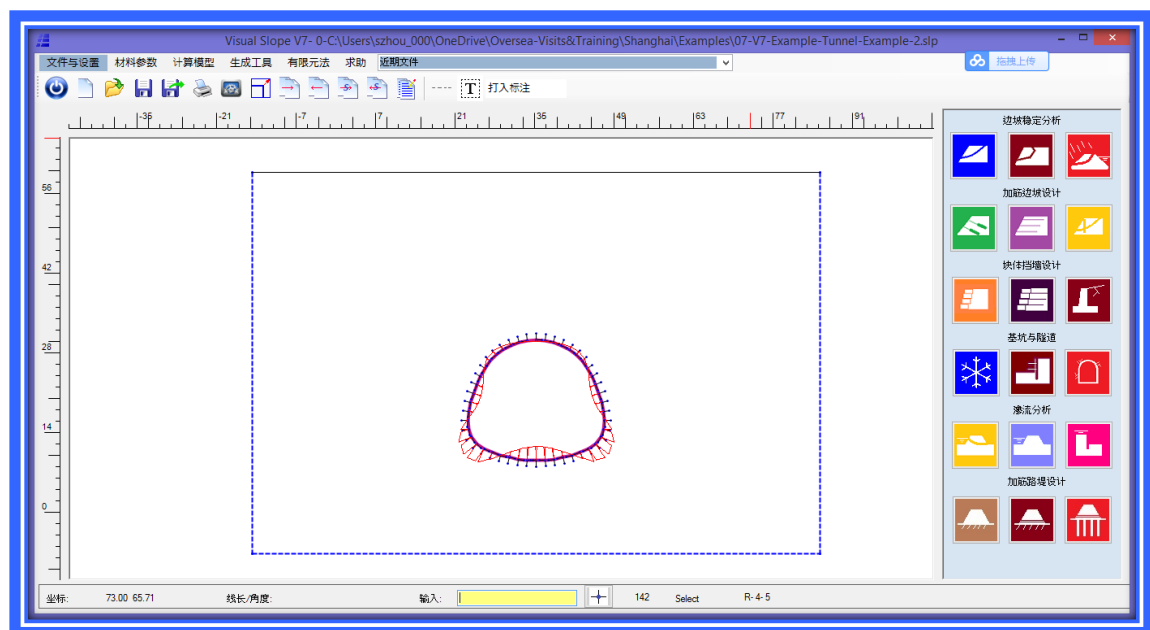 Visual Slope V7- 0-C:\Users\szhou_000\OneDrive\Oversea-Visits&Training\Shanghai\Examples\07-V7-Example-Tunnel-Example-2.slp
文件与设置 材料参数 计算模型 生成工具 有限元法 求助 近期文件
拖拽上传
T 打入标注
-35 -21 -7 7 21 35 49 63 77 91
56
42
28
14
0
边坡稳定分析
加筋边坡设计
块体挡墙设计
基坑与隧道
渗流分析
加筋路堤设计
坐标: 73.00 65.71 线长/角度: 输入: 142 Select R- 4- 5